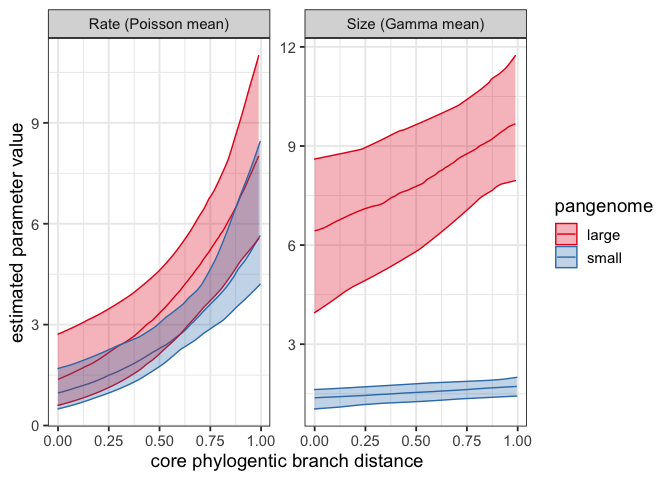 Rate (Poisson mean)
Size (Gamma mean)
estimated parameter value
0
3
6
9
3
6
9
12
0.00
0.25
0.50
0.75
1.00
0.00
0.25
0.50
0.75
1.00
core phylogentic branch distance
pangenome
large
small